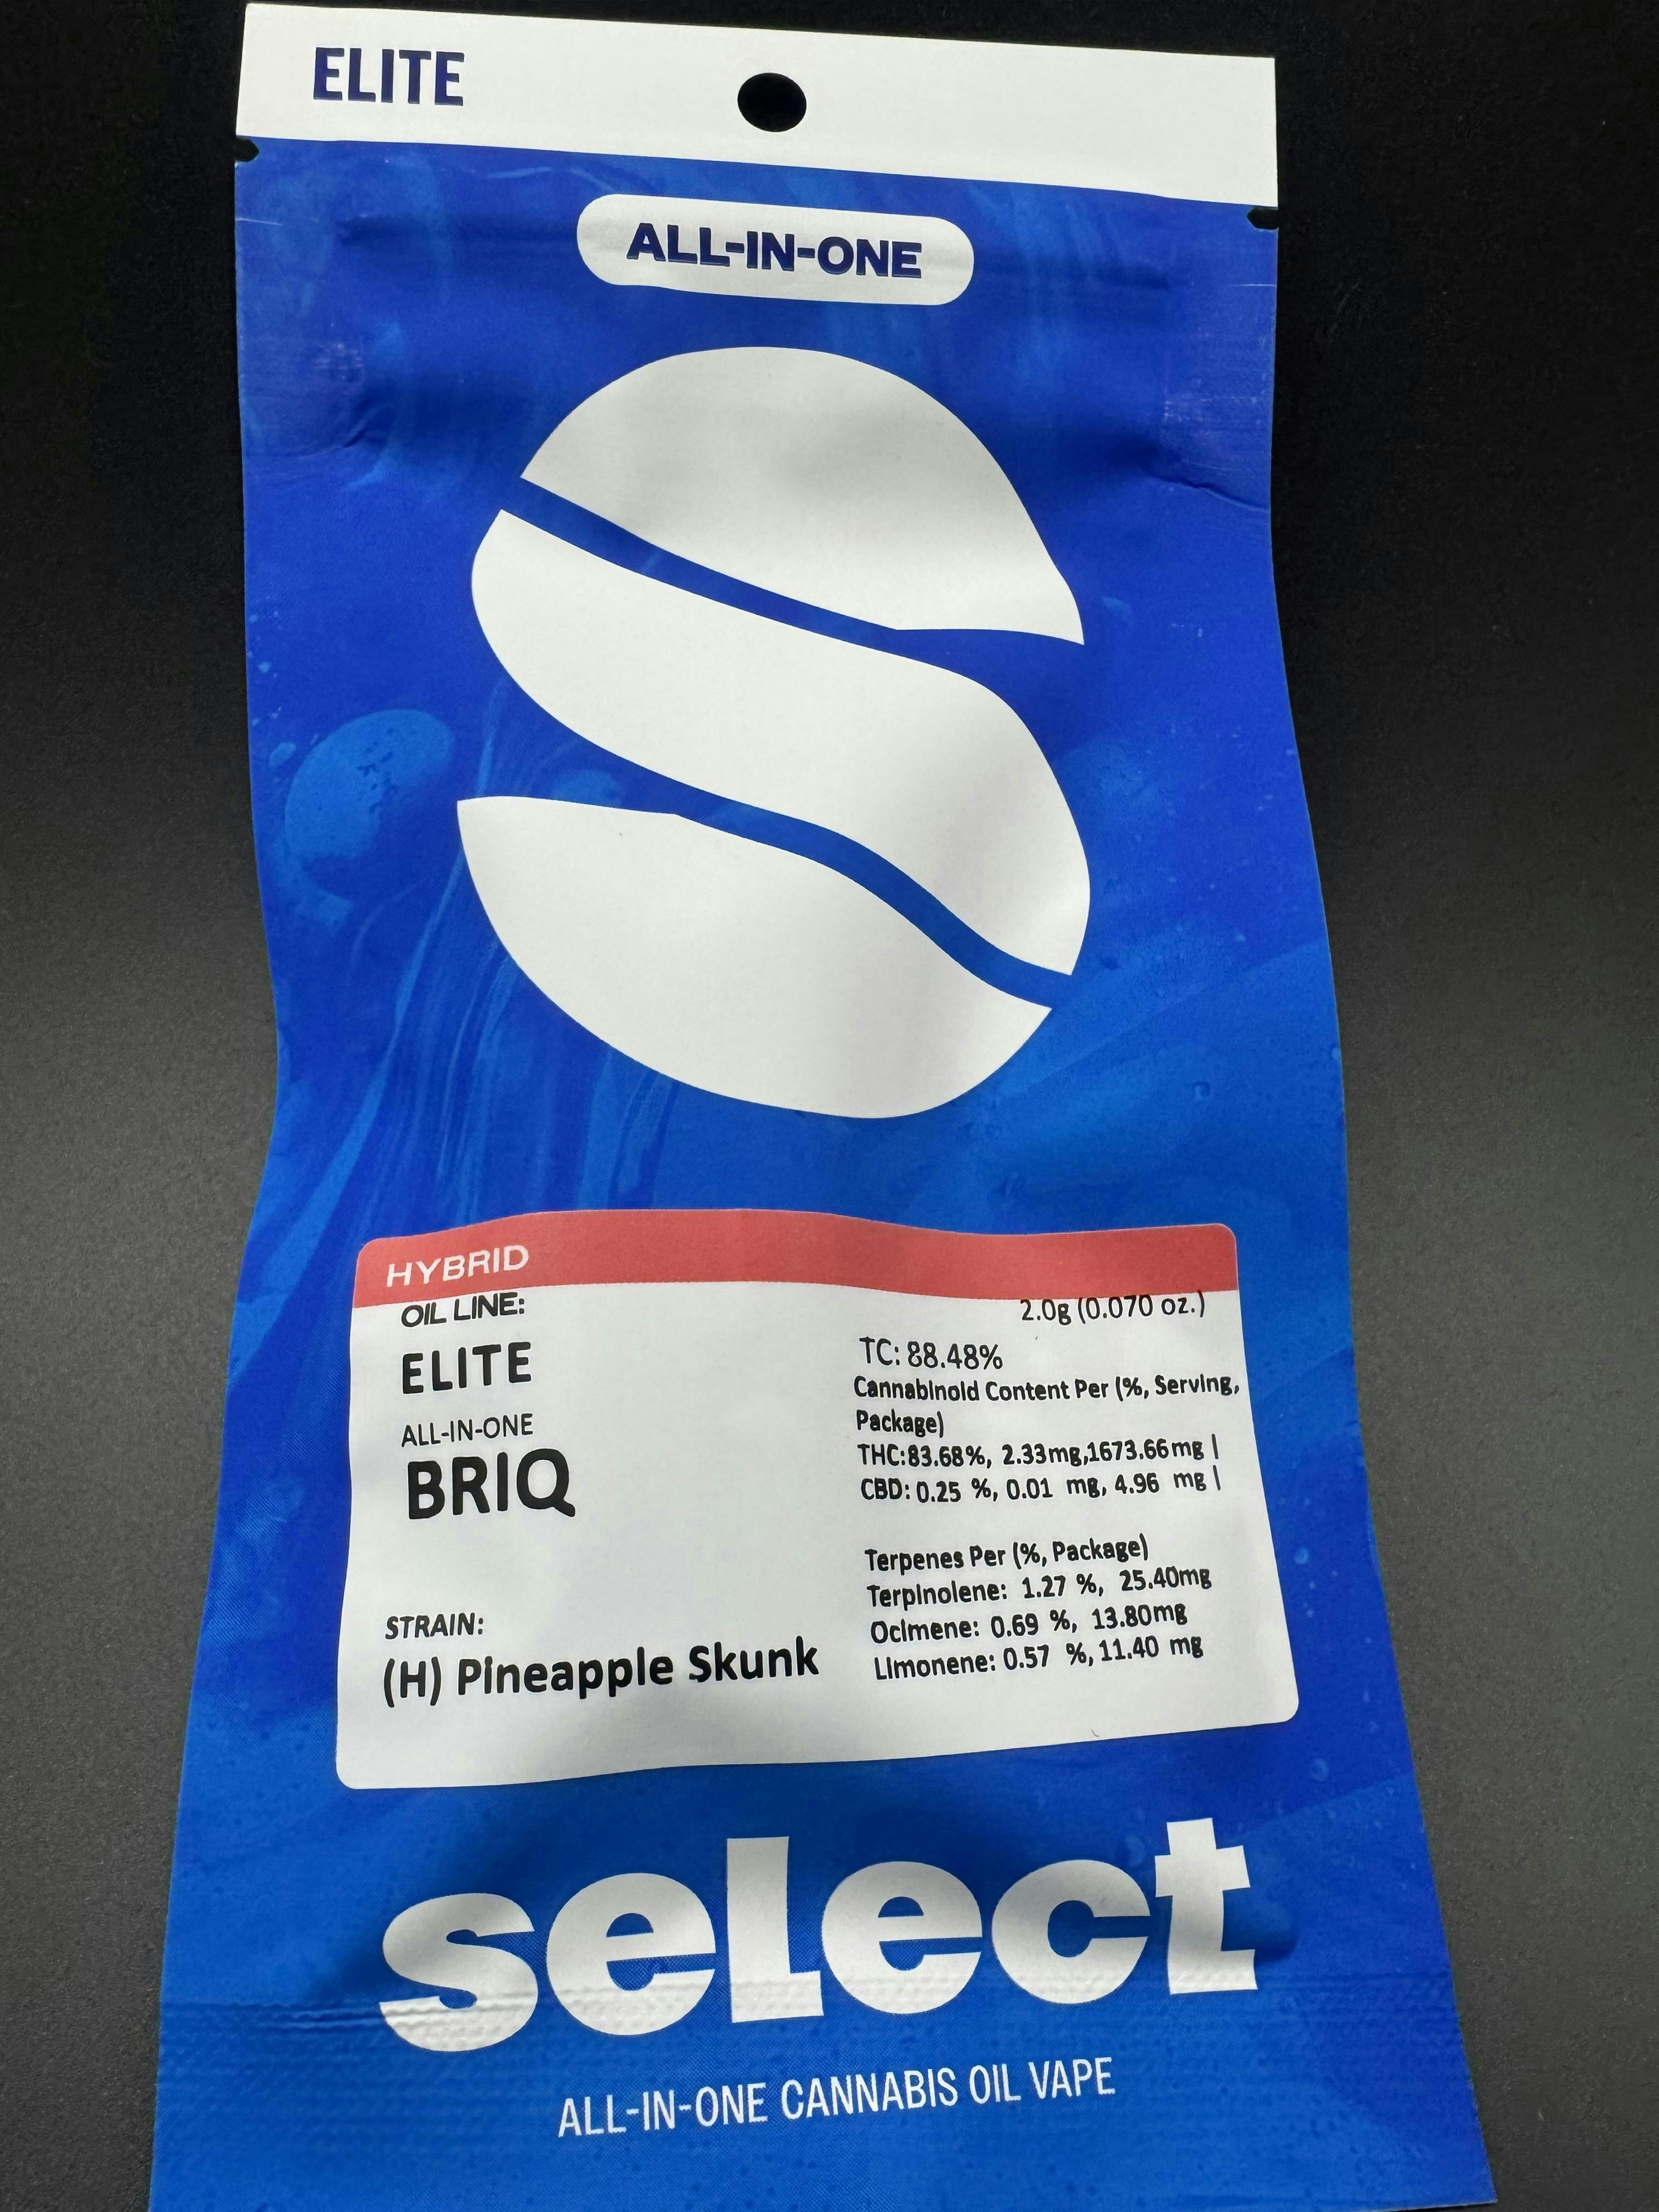 ELITE
ALL-IN-ONE
HYBRID
OIL LINE:
ELITE
ALL-IN-ONE
BRIQ
STRAIN:
(H) Pineapple Skunk
2.0g (0.070 oz.)
TC: 88.48%
Cannabinoid Content Per (%, Serving,
Package)
THC:83.68%, 2.33mg,1673.66mg |
CBD: 0.25 %, 0.01 mg, 4.96 mg |
Terpenes Per (%, Package)
Terpinolene: 1.27 %, 25.40mg
Ocimene: 0.69 %, 13.80mg
Limonene: 0.57 %,11.40 mg
select
ALL-IN-ONE CANNABIS OIL VAPE